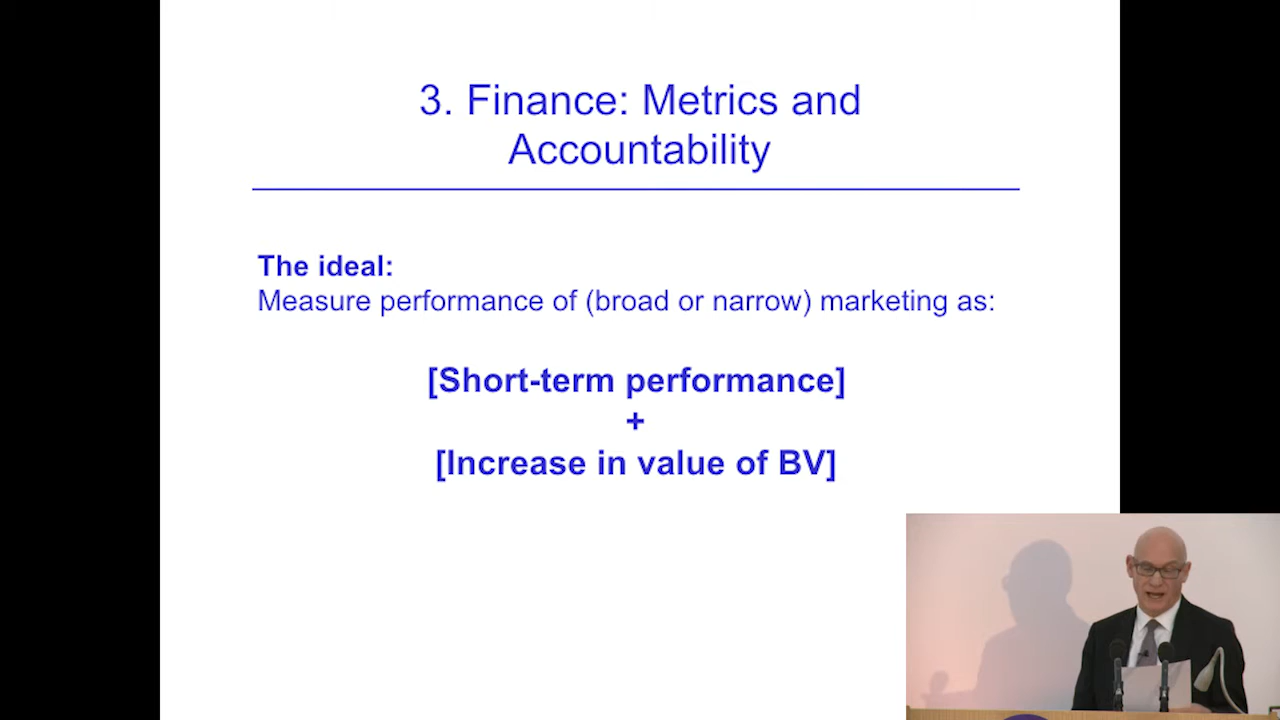 3. Finance: Metrics and
Accountability
The ideal:
Measure performance of (broad or narrow) marketing as:
[Short-term performance]
+
[Increase in value of BV]